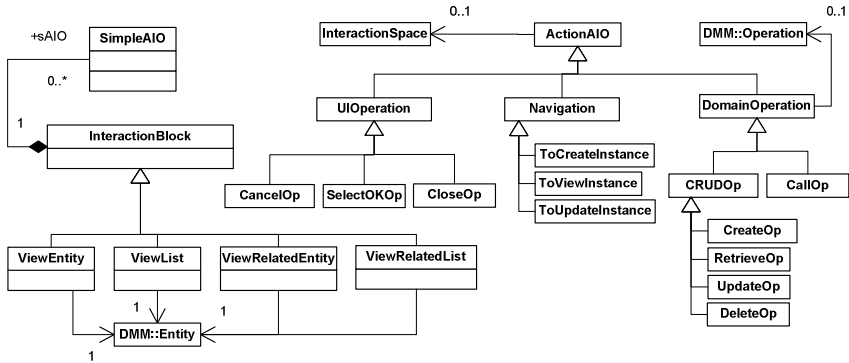 +sAIO
SimpleAIO
0..*
1
InteractionBlock
ViewEntity
ViewList
ViewRelatedEntity
ViewRelatedList
1
1
1
DMM::Entity
0..1
InteractionSpace
ActionAIO
DMM::Operation
0..1
UIOperation
Navigation
DomainOperation
CancelOp
SelectOKOp
CloseOp
ToCreateInstance
ToViewInstance
ToUpdateInstance
CRUDOp
CallOp
CreateOp
RetrieveOp
UpdateOp
DeleteOp